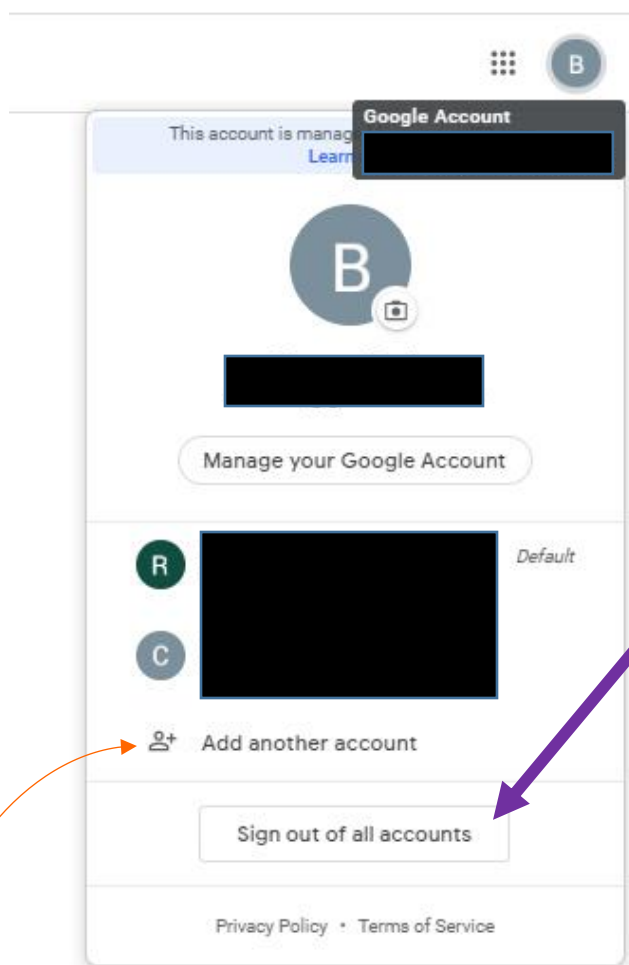 B
Google Account
This account is manag
Learn
B
Manage your Google Account
R
Default
C
Add another account
Sign out of all accounts
Privacy Policy • Terms of Service